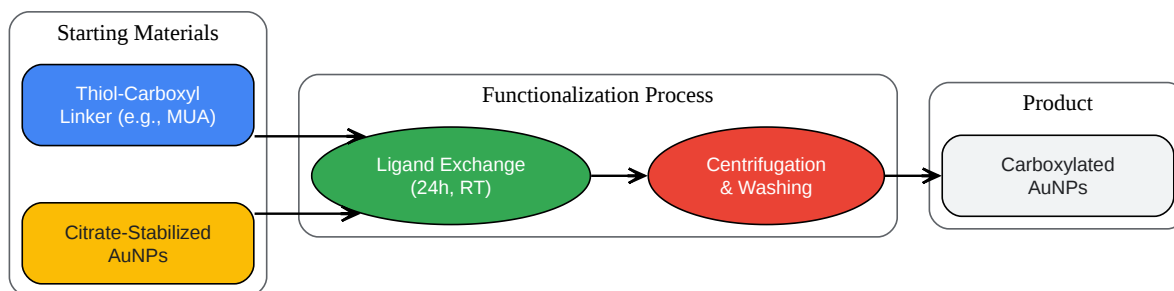 Starting Materials
Thiol-Carboxyl
Linker (e.g., MUA)
Citrate-Stabilized
AuNPs
Functionalization Process
Ligand Exchange
(24h, RT)
Centrifugation
& Washing
Product
Carboxylated
AuNPs